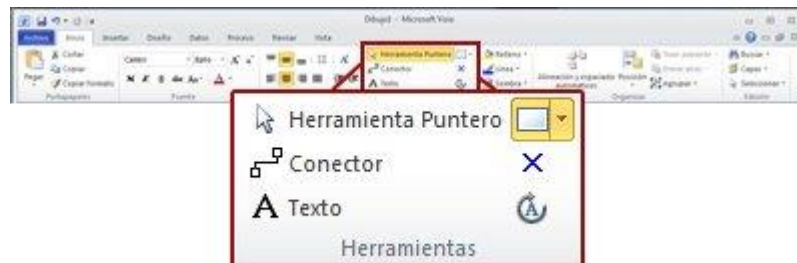 Dibujo1 - Microsoft Visio
Archivo Inicio Insertar Diseño Datos Proceso Revisar Vista
Cortar
Copiar
Pegar
Copiar formato
Portapapeles
Fuente
Herramienta Puntero
Conector
Texto
Relleno
Línea
Sombra
Alineación y espaciado automáticos
Posición
Agrupar
Organizar
Buscar
Capas
Seleccionar
Edición
Herramienta Puntero
Conector
A Texto
Herramientas